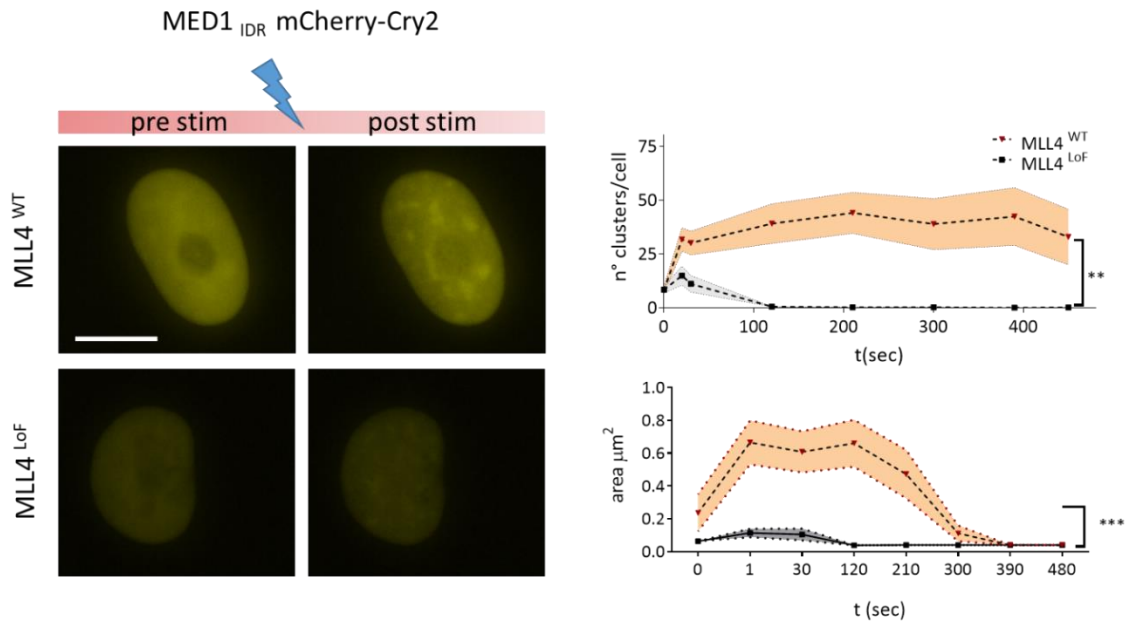 MED1 IDR mCherry-Cry2
pre stim
post stim
MLL4 WT
MLL4 LoF
n° clusters/cell
75
50
25
0
0 100 200 300 400
t(sec)
MLL4 WT
MLL4 LoF
**
area μm²
1.0
0.8
0.6
0.4
0.2
0.0
0 1 30 120 210 300 390 480
t (sec)
***